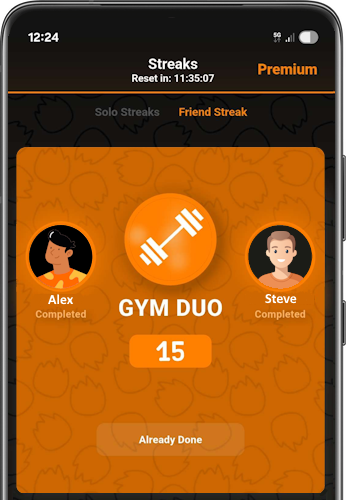 12:24
5G
Streaks
Reset in: 11:35:07
Premium
Solo Streaks Friend Streak
Alex
Completed
GYM DUO
Steve
Completed
15
Already Done